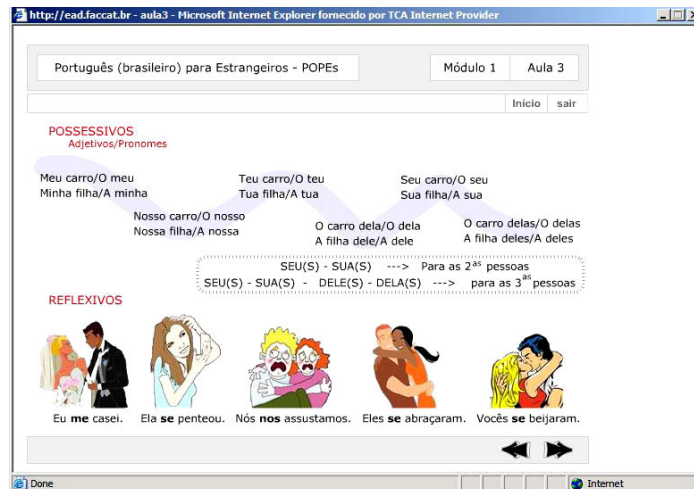 http://ead.faccat.br - aula3 - Microsoft Internet Explorer fornecido por TCA Internet Provider
Português (brasileiro) para Estrangeiros - POPEs
Módulo 1
Aula 3
Início
sair
POSSESSIVOS
Adjetivos/Pronomes
Meu carro/O meu
Minha filha/A minha
Nosso carro/O nosso
Nossa filha/A nossa
Teu carro/O teu
Tua filha/A tua
O carro dela/O dela
A filha dele/A dele
Seu carro/O seu
Sua filha/A sua
O carro delas/O delas
A filha deles/A deles
SEU(S) - SUA(S) ---> Para as 2as pessoas
SEU(S) - SUA(S) - DELE(S) - DELA(S) ---> para as 3as pessoas
REFLEXIVOS
Eu me casei.
Ela se penteou.
Nós nos assustamos.
Eles se abraçaram.
Vocês se beijaram.
Done
Internet